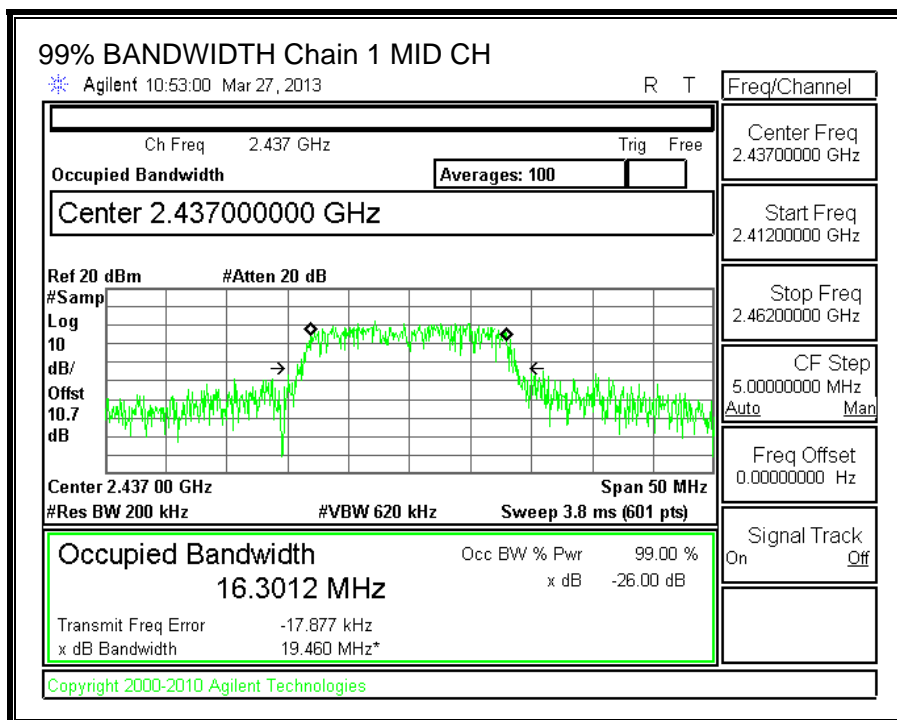 99% BANDWIDTH Chain 1 MID CH
Agilent 10:53:00 Mar 27, 2013 R T
Freq/Channel
Ch Freq 2.437 GHz Trig Free
Occupied Bandwidth Averages: 100
Center 2.437000000 GHz
Ref 20 dBm #Atten 20 dB
#Samp
Log
10
dB/
Offst
10.7
dB
Center 2.437 00 GHz Span 50 MHz
#Res BW 200 kHz #VBW 620 kHz Sweep 3.8 ms (601 pts)
Occupied Bandwidth Occ BW % Pwr 99.00 %
16.3012 MHz x dB -26.00 dB
Transmit Freq Error -17.877 kHz
x dB Bandwidth 19.460 MHz*
Copyright 2000-2010 Agilent Technologies
Center Freq
2.43700000 GHz
Start Freq
2.41200000 GHz
Stop Freq
2.46200000 GHz
CF Step
5.00000000 MHz
Auto Man
Freq Offset
0.00000000 Hz
Signal Track
On Off